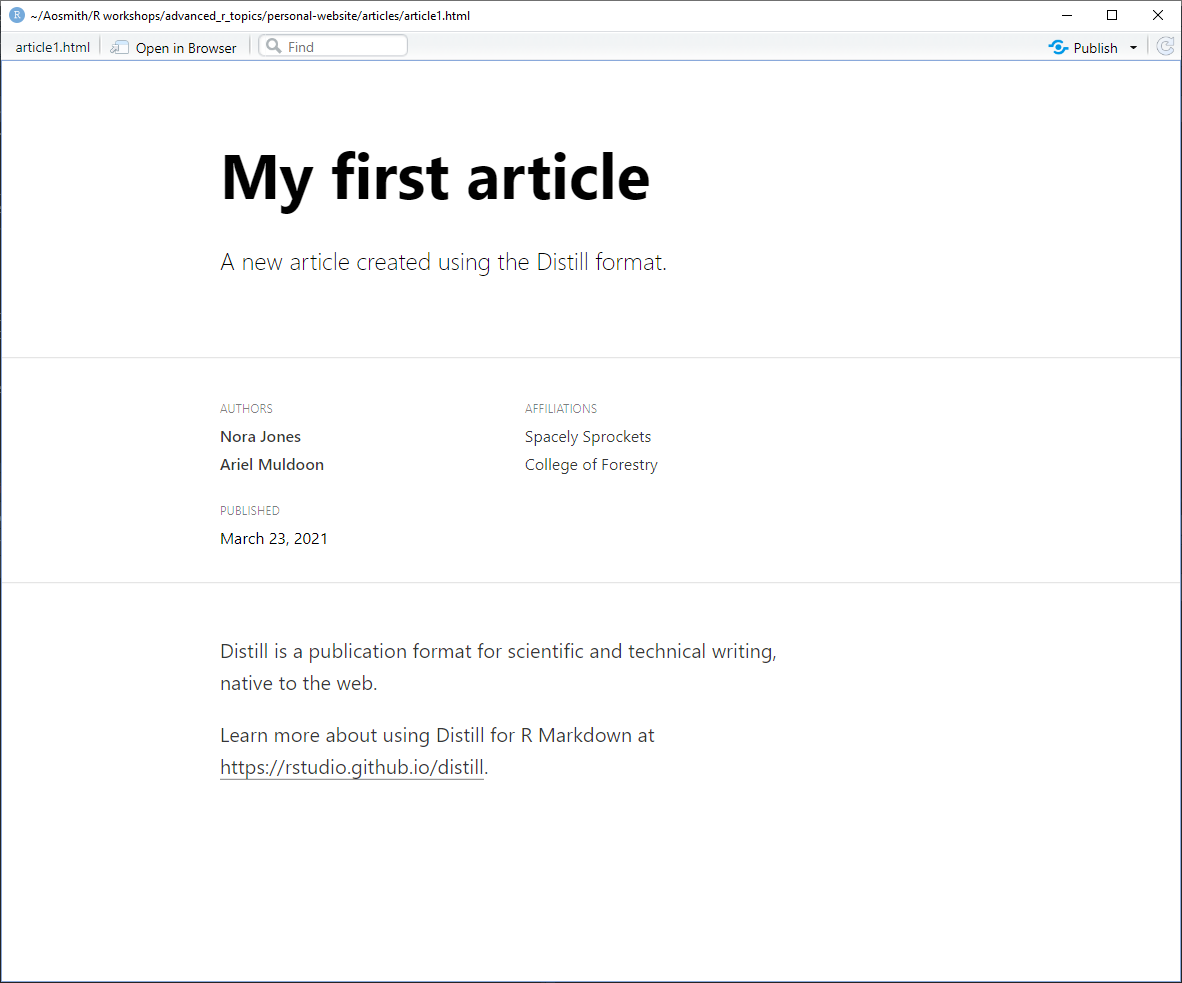 R ~/Aosmith/R workshops/advanced_r_topics/personal-website/articles/article1.html
article1.html Open in Browser Find Publish
My first article
A new article created using the Distill format.
AUTHORS AFFILIATIONS
Nora Jones Spacely Sprockets
Ariel Muldoon College of Forestry
PUBLISHED
March 23, 2021
Distill is a publication format for scientific and technical writing,
native to the web.
Learn more about using Distill for R Markdown at
https://rstudio.github.io/distill.